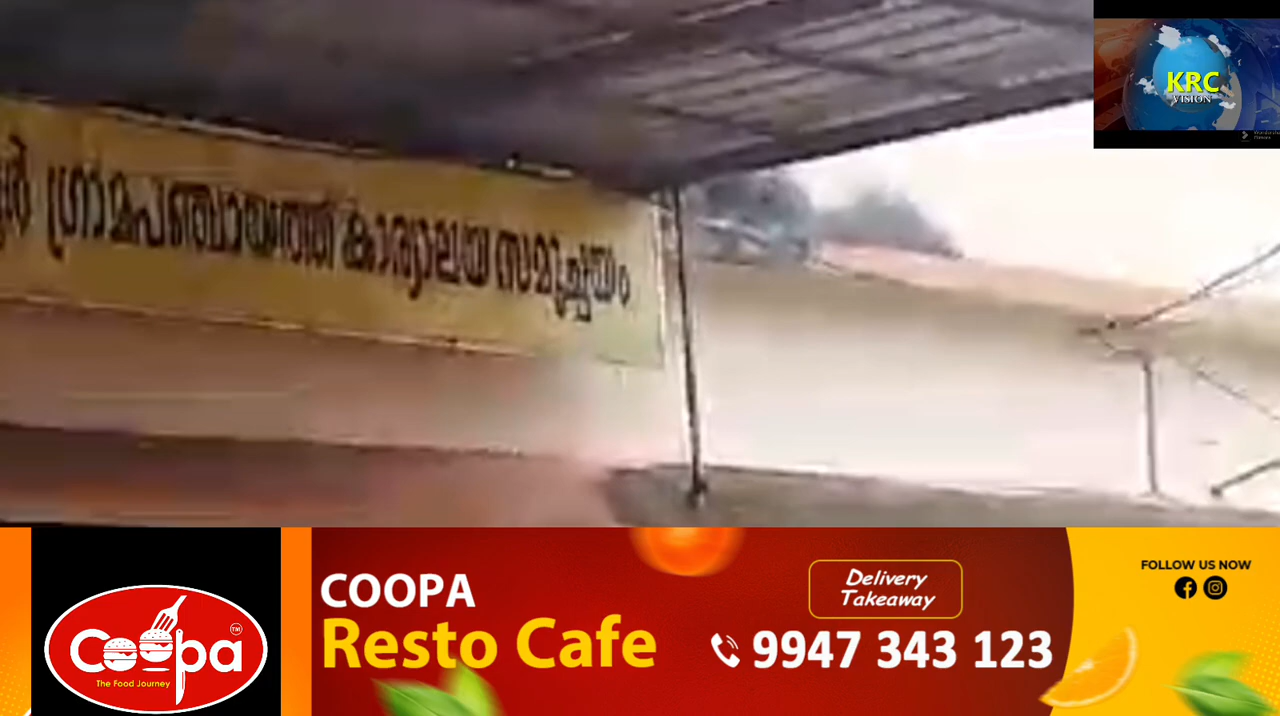 ഗ്രാമപഞ്ചായത്ത് കാര്യാലയ സമുച്ചയം
KRC
VISION
Coopa
TM
The Food Journey
COOPA
Resto Cafe
Delivery
Takeaway
9947 343 123
FOLLOW US NOW